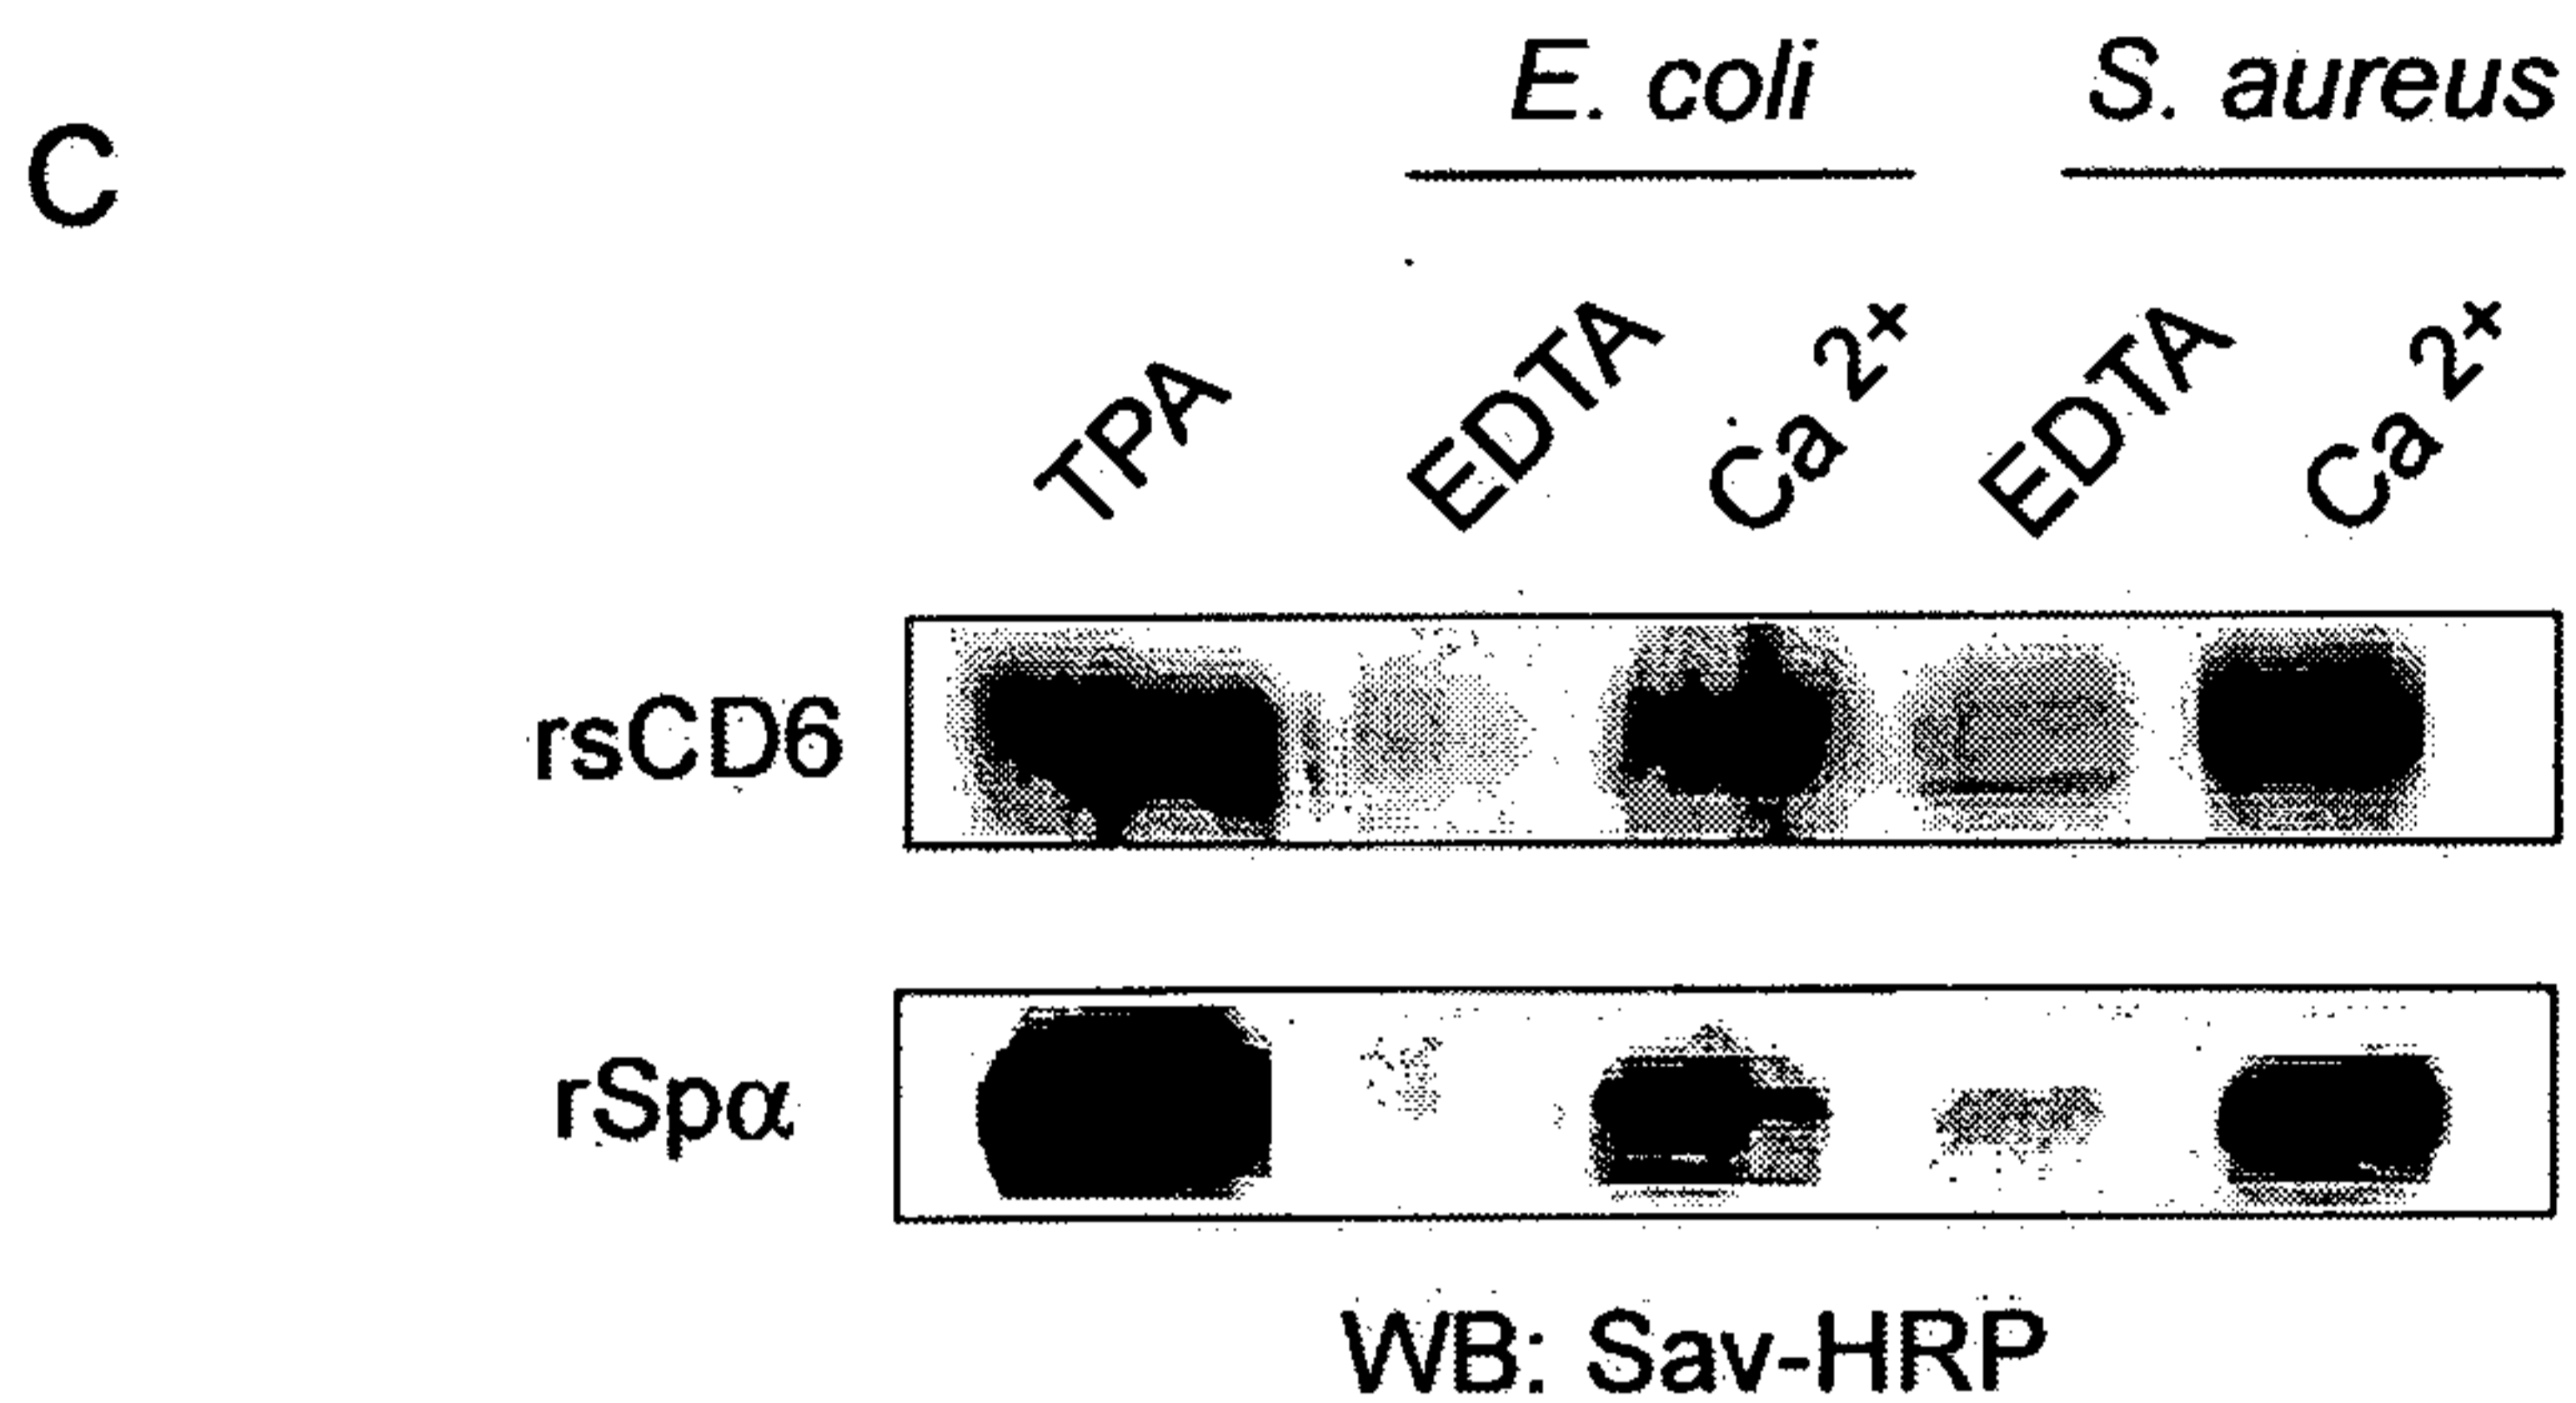 C
E. coli
S. aureus
TPA
EDTA
Ca 2+
EDTA
Ca 2+
rsCD6
rSpα
WB: Sav-HRP